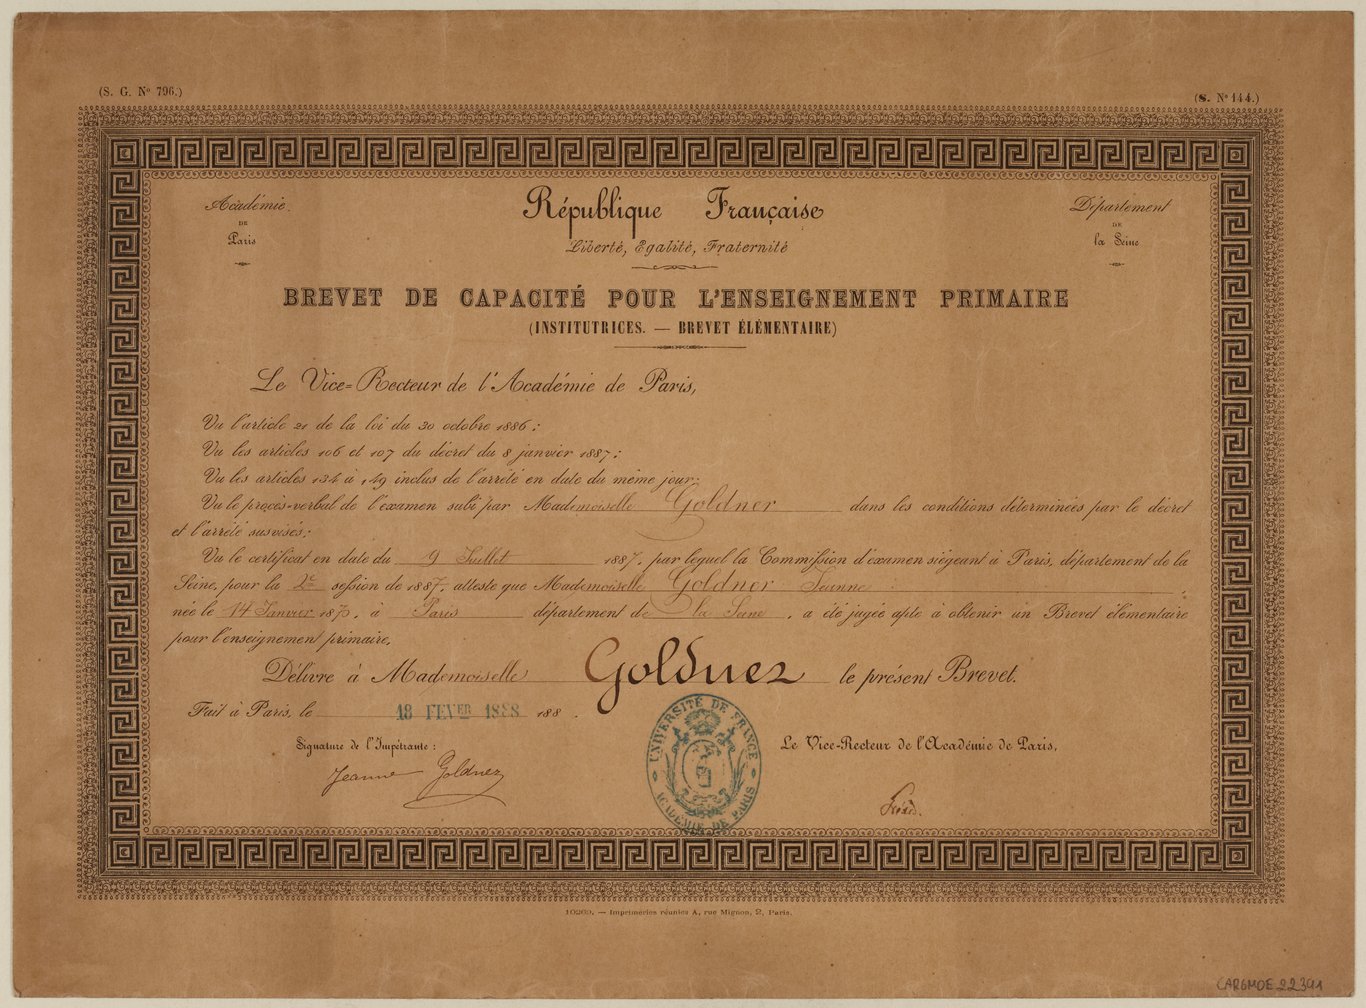 (S. G. Nº 796.)
(S. Nº 144.)
Académie
DE
Paris
République Française
Liberté, Egalité, Fraternité
Département
DE
la Seine
BREVET DE CAPACITÉ POUR L'ENSEIGNEMENT PRIMAIRE
(INSTITUTRICES. — BREVET ÉLÉMENTAIRE)
Le Vice-Recteur de l'Académie de Paris,
Vu l'article 21 de la loi du 30 octobre 1886;
Vu les articles 106 et 107 du décret du 8 janvier 1887;
Vu les articles 134 à 149 inclus de l'arrêté en date du même jour;
Vu le procès-verbal de l'examen subi par Mademoiselle Goldner dans les conditions déterminées par le décret
et l'arrêté susvisés;
Vu le certificat en date du 9 Juillet 1887, par lequel la Commission d'examen siégeant à Paris, département de la
Seine, pour la 2e session de 1887, atteste que Mademoiselle Goldner Jeanne
née le 14 Janvier 1870, à Paris département de la Seine, a été jugée apte à obtenir un Brevet élémentaire
pour l'enseignement primaire,
Délivre à Mademoiselle Goldner le présent Brevet.
Fait à Paris, le 18 FEVER 1888 188 .
Signature de l'Impétrante :
Jeanne Goldner
UNIVERSITÉ DE FRANCE
ACADÉMIE DE PARIS
Le Vice-Recteur de l'Académie de Paris,
10269. — Imprimeries réunies A, rue Mignon, 2, Paris.
CARGMOE 22391